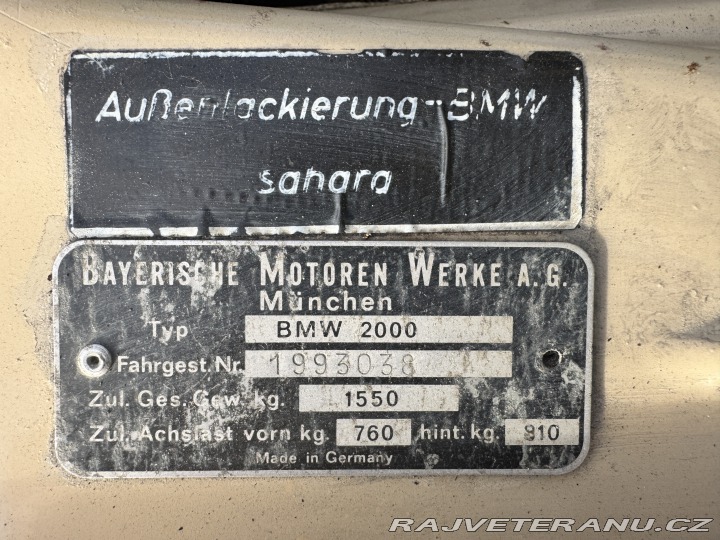 Außenlackierung-BMW
sahara
BAYERISCHE MOTOREN WERKE A.G.
München
Typ BMW 2000
Fahrgest.Nr. 1993038
Zul. Ges. Gew. kg. 1550
Zul. Achslast vorn kg. 760 hint. kg. 910
Made in Germany
RAJVETERANU.CZ